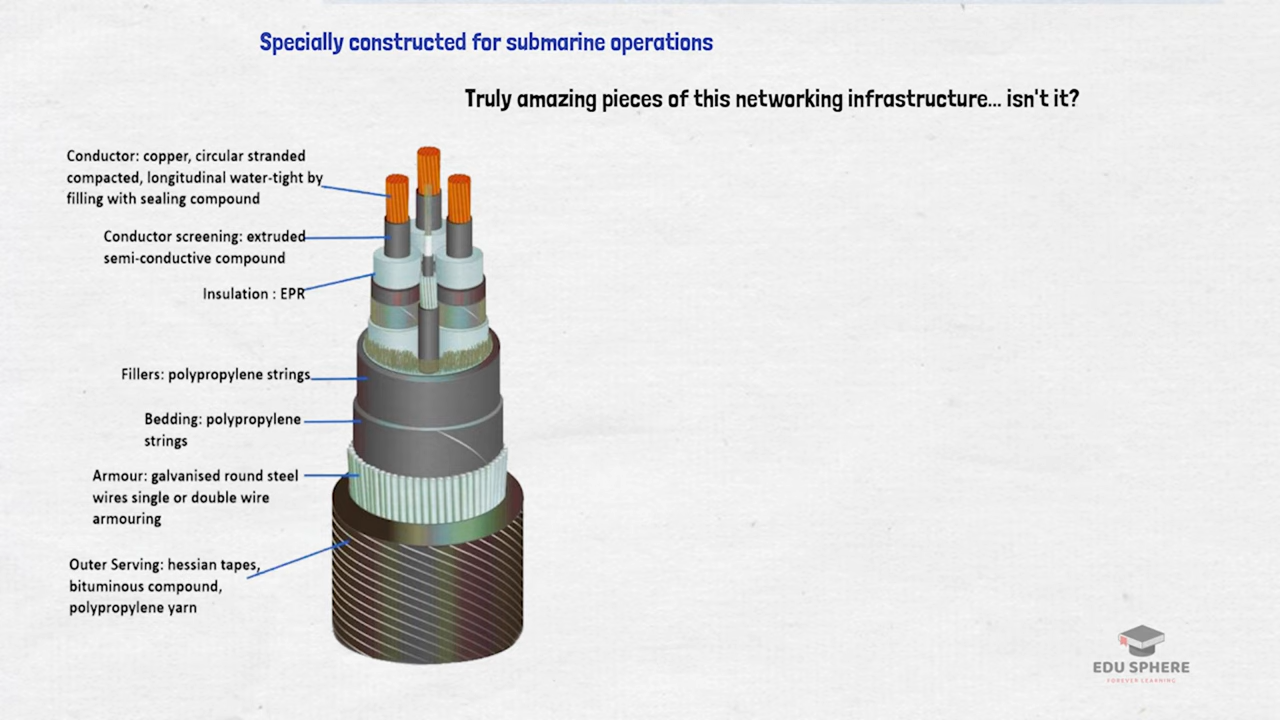 Specially constructed for submarine operations
Truly amazing pieces of this networking infrastructure... isn't it?
Conductor: copper, circular stranded
compacted, longitudinal water-tight by
filling with sealing compound
Conductor screening: extruded
semi-conductive compound
Insulation : EPR
Fillers: polypropylene strings
Bedding: polypropylene
strings
Armour: galvanised round steel
wires single or double wire
armouring
Outer Serving: hessian tapes,
bituminous compound,
polypropylene yarn
EDU SPHERE
FOREVER LEARNING